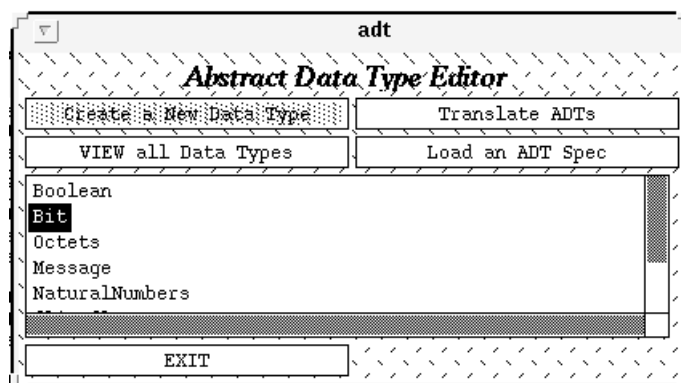 adt
Abstract Data Type Editor
Create a New Data Type
Translate ADTs
VIEW all Data Types
Load an ADT Spec
Boolean
Bit
Octets
Message
NaturalNumbers
EXIT